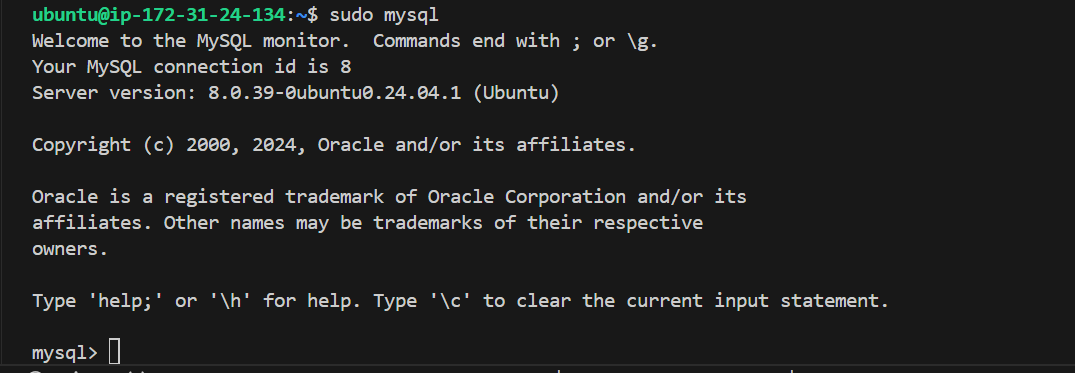 ubuntu@ip-172-31-24-134:~$ sudo mysql
Welcome to the MySQL monitor.  Commands end with ; or \g.
Your MySQL connection id is 8
Server version: 8.0.39-0ubuntu0.24.04.1 (Ubuntu)
Copyright (c) 2000, 2024, Oracle and/or its affiliates.
Oracle is a registered trademark of Oracle Corporation and/or its
affiliates. Other names may be trademarks of their respective
owners.
Type 'help;' or '\h' for help. Type '\c' to clear the current input statement.
mysql>